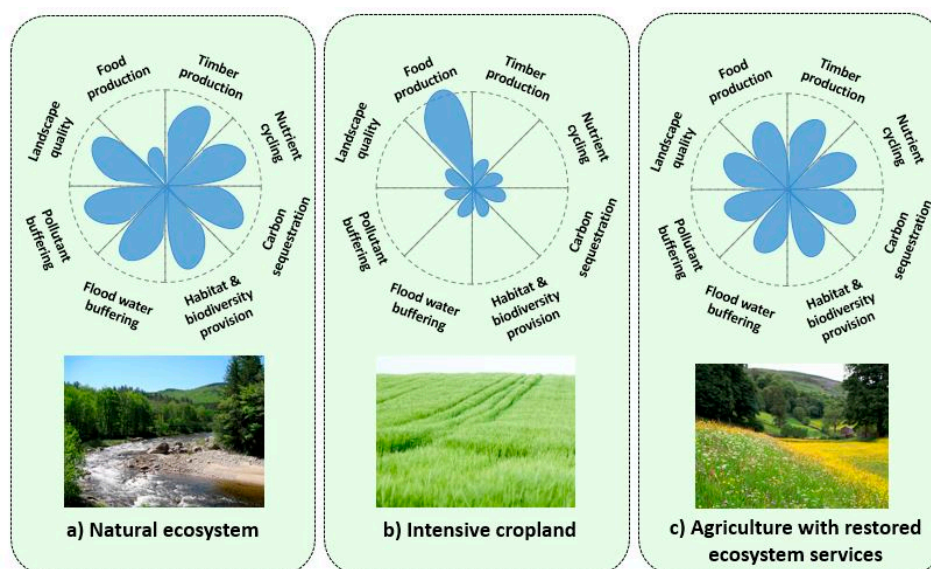 Food
production
Timber
production
Nutrient
cycling
Carbon
sequestration
Habitat &
biodiversity
provision
Flood water
buffering
Pollutant
buffering
Landscape
quality
a) Natural ecosystem
Food
production
Timber
production
Nutrient
cycling
Carbon
sequestration
Habitat &
biodiversity
provision
Flood water
buffering
Pollutant
buffering
Landscape
quality
b) Intensive cropland
Food
production
Timber
production
Nutrient
cycling
Carbon
sequestration
Habitat &
biodiversity
provision
Flood water
buffering
Pollutant
buffering
Landscape
quality
c) Agriculture with restored
ecosystem services